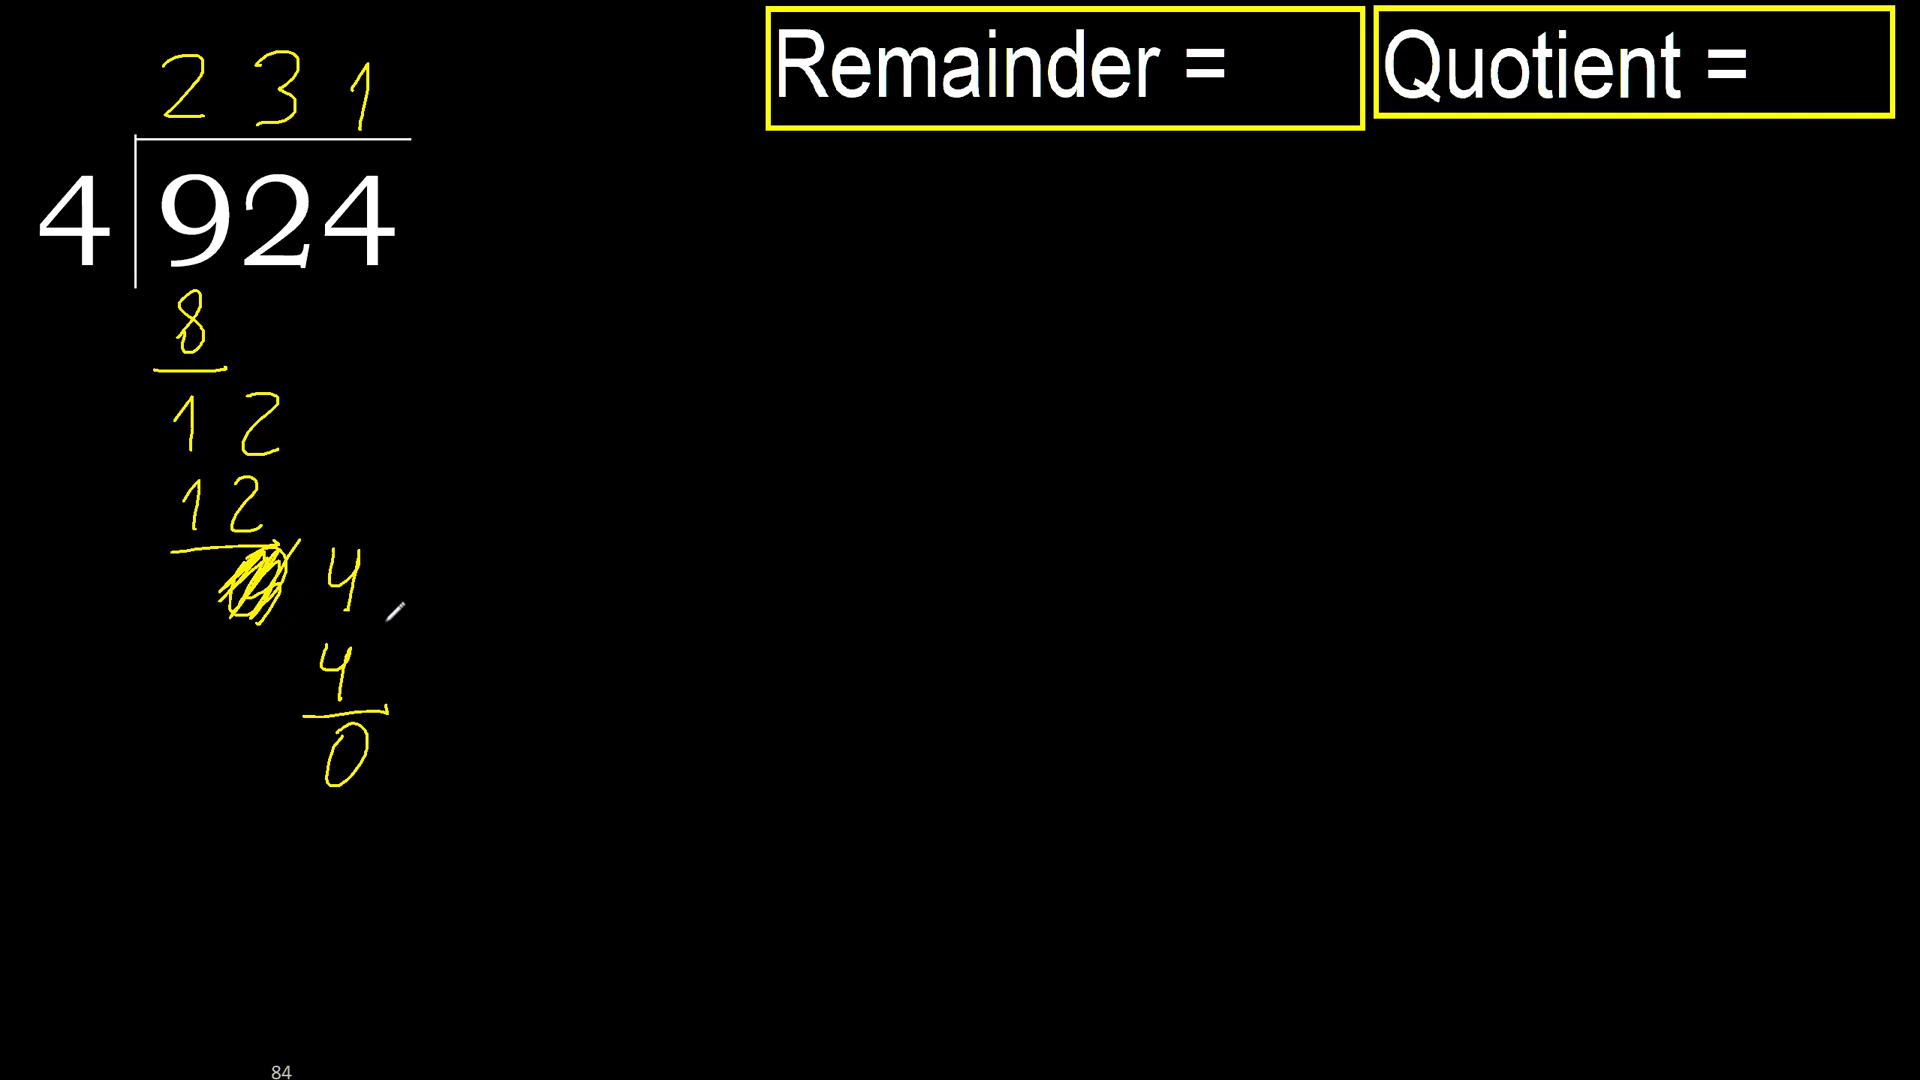 2 3 1
Remainder = 
Quotient =
4 924
8
1 2
1 2
4
4
0
84